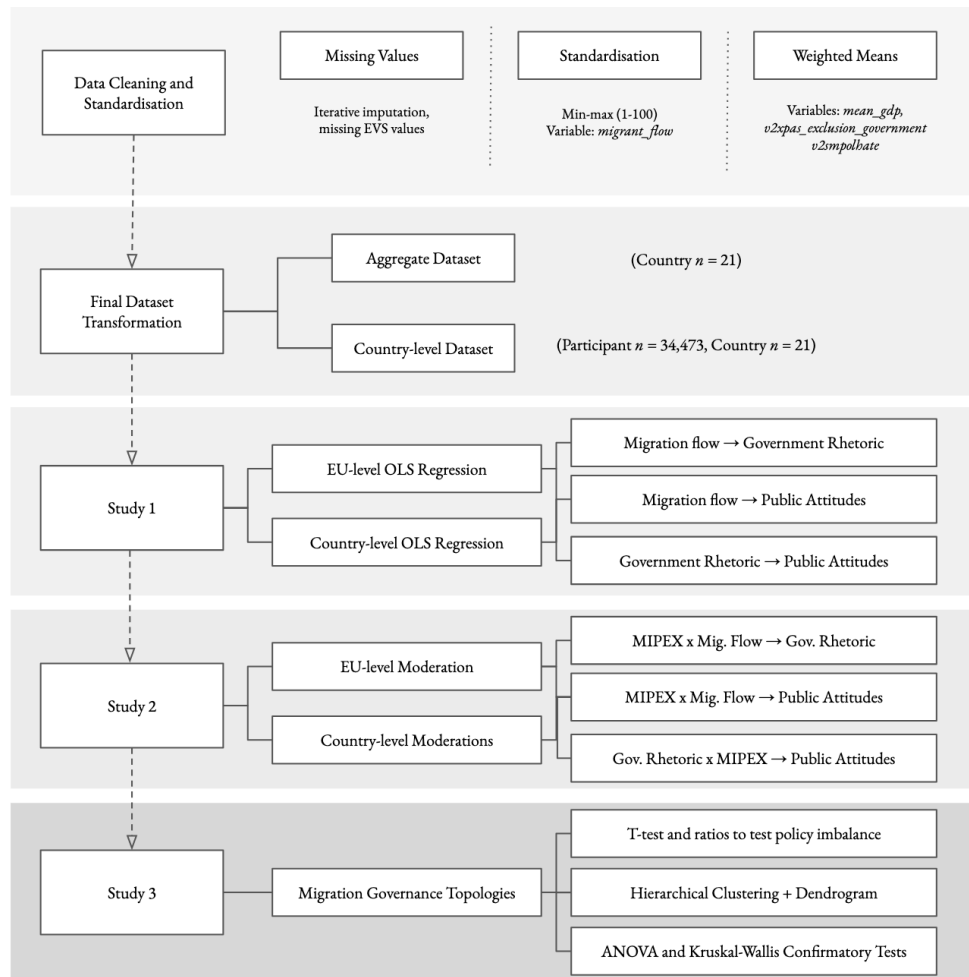 Data Cleaning and
Standardisation
Missing Values
Iterative imputation,
missing EVS values
Standardisation
Min-max (1-100)
Variable: migrant_flow
Weighted Means
Variables: mean_gdp,
v2xpas_exclusion_government
v2smpolhate
Final Dataset
Transformation
Aggregate Dataset
(Country n = 21)
Country-level Dataset
(Participant n = 34,473, Country n = 21)
Study 1
EU-level OLS Regression
Country-level OLS Regression
Migration flow → Government Rhetoric
Migration flow → Public Attitudes
Government Rhetoric → Public Attitudes
Study 2
EU-level Moderation
Country-level Moderations
MIPEX x Mig. Flow → Gov. Rhetoric
MIPEX x Mig. Flow → Public Attitudes
Gov. Rhetoric x MIPEX → Public Attitudes
Study 3
Migration Governance Topologies
T-test and ratios to test policy imbalance
Hierarchical Clustering + Dendrogram
ANOVA and Kruskal-Wallis Confirmatory Tests